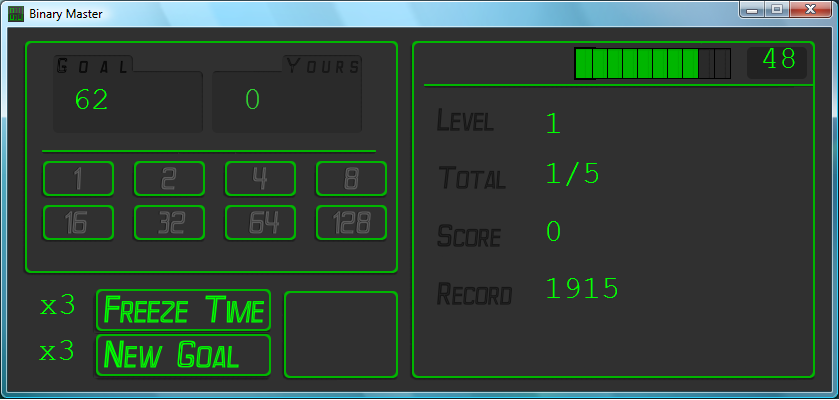 Binary Master
GOAL YOURS
62 0
1 2 4 8
16 32 64 128
x3 FREEZE TIME
x3 NEW GOAL
48
LEVEL 1
TOTAL 1/5
SCORE 0
RECORD 1915